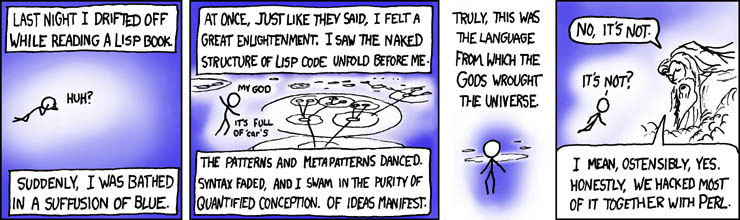 LAST NIGHT I DRIFTED OFF
WHILE READING A LISP BOOK.
HUH?
SUDDENLY, I WAS BATHED
IN A SUFFUSION OF BLUE.
AT ONCE, JUST LIKE THEY SAID, I FELT A
GREAT ENLIGHTENMENT. I SAW THE NAKED
STRUCTURE OF LISP CODE UNFOLD BEFORE ME.
MY GOD
IT'S FULL
OF 'car'S
THE PATTERNS AND METAPATTERNS DANCED.
SYNTAX FADED, AND I SWAM IN THE PURITY OF
QUANTIFIED CONCEPTION. OF IDEAS MANIFEST.
TRULY, THIS WAS
THE LANGUAGE
FROM WHICH THE
GODS WROUGHT
THE UNIVERSE.
NO, IT'S NOT.
IT'S NOT?
I MEAN, OSTENSIBLY, YES.
HONESTLY, WE HACKED MOST
OF IT TOGETHER WITH PERL.